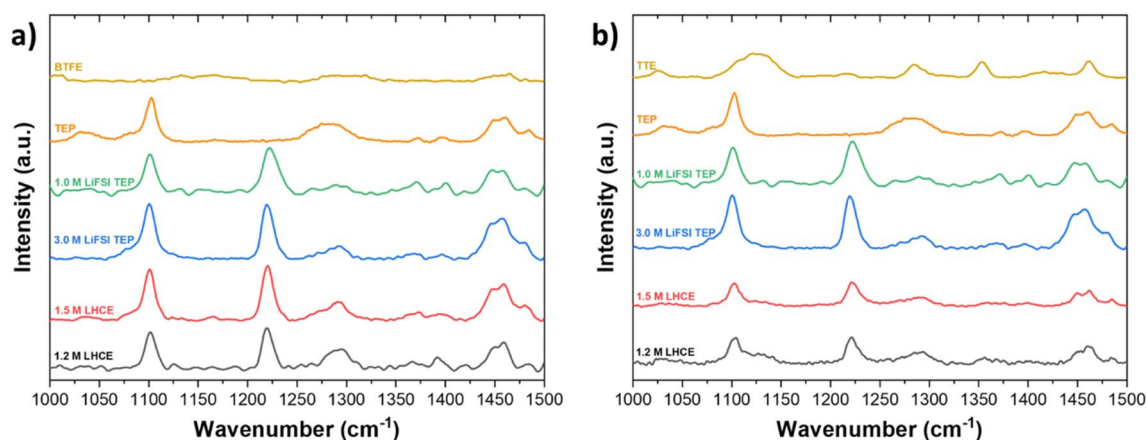 a)
BTFE
TEP
1.0 M LiFSI TEP
3.0 M LiFSI TEP
1.5 M LHCE
1.2 M LHCE
Intensity (a.u.)
1000 1050 1100 1150 1200 1250 1300 1350 1400 1450 1500
Wavenumber (cm-1)
b)
TTE
TEP
1.0 M LiFSI TEP
3.0 M LiFSI TEP
1.5 M LHCE
1.2 M LHCE
Intensity (a.u.)
1000 1050 1100 1150 1200 1250 1300 1350 1400 1450 1500
Wavenumber (cm-1)